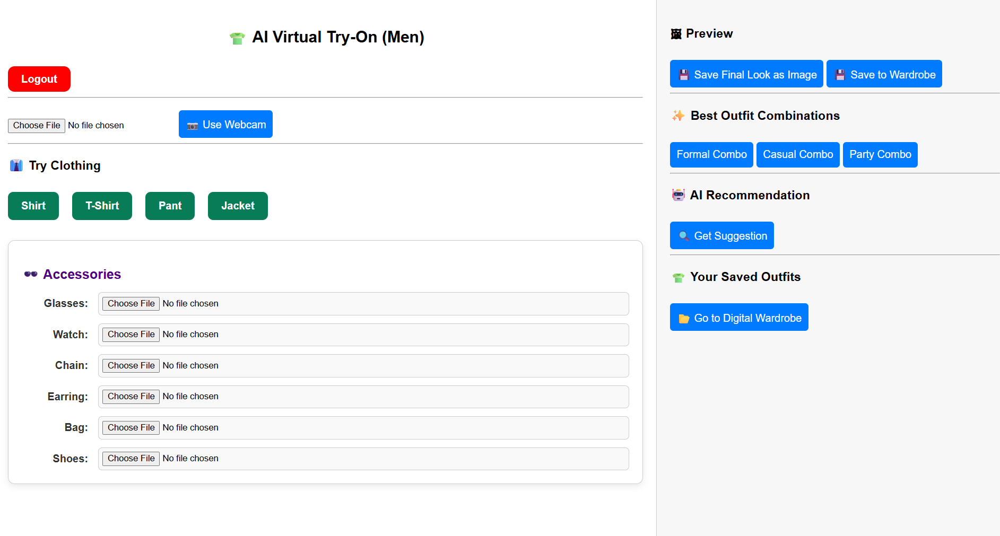 AI Virtual Try-On (Men)
Logout
Choose File No file chosen
Use Webcam
Try Clothing
Shirt T-Shirt Pant Jacket
Accessories
Glasses: Choose File No file chosen
Watch: Choose File No file chosen
Chain: Choose File No file chosen
Earring: Choose File No file chosen
Bag: Choose File No file chosen
Shoes: Choose File No file chosen
Preview
Save Final Look as Image Save to Wardrobe
Best Outfit Combinations
Formal Combo Casual Combo Party Combo
AI Recommendation
Get Suggestion
Your Saved Outfits
Go to Digital Wardrobe